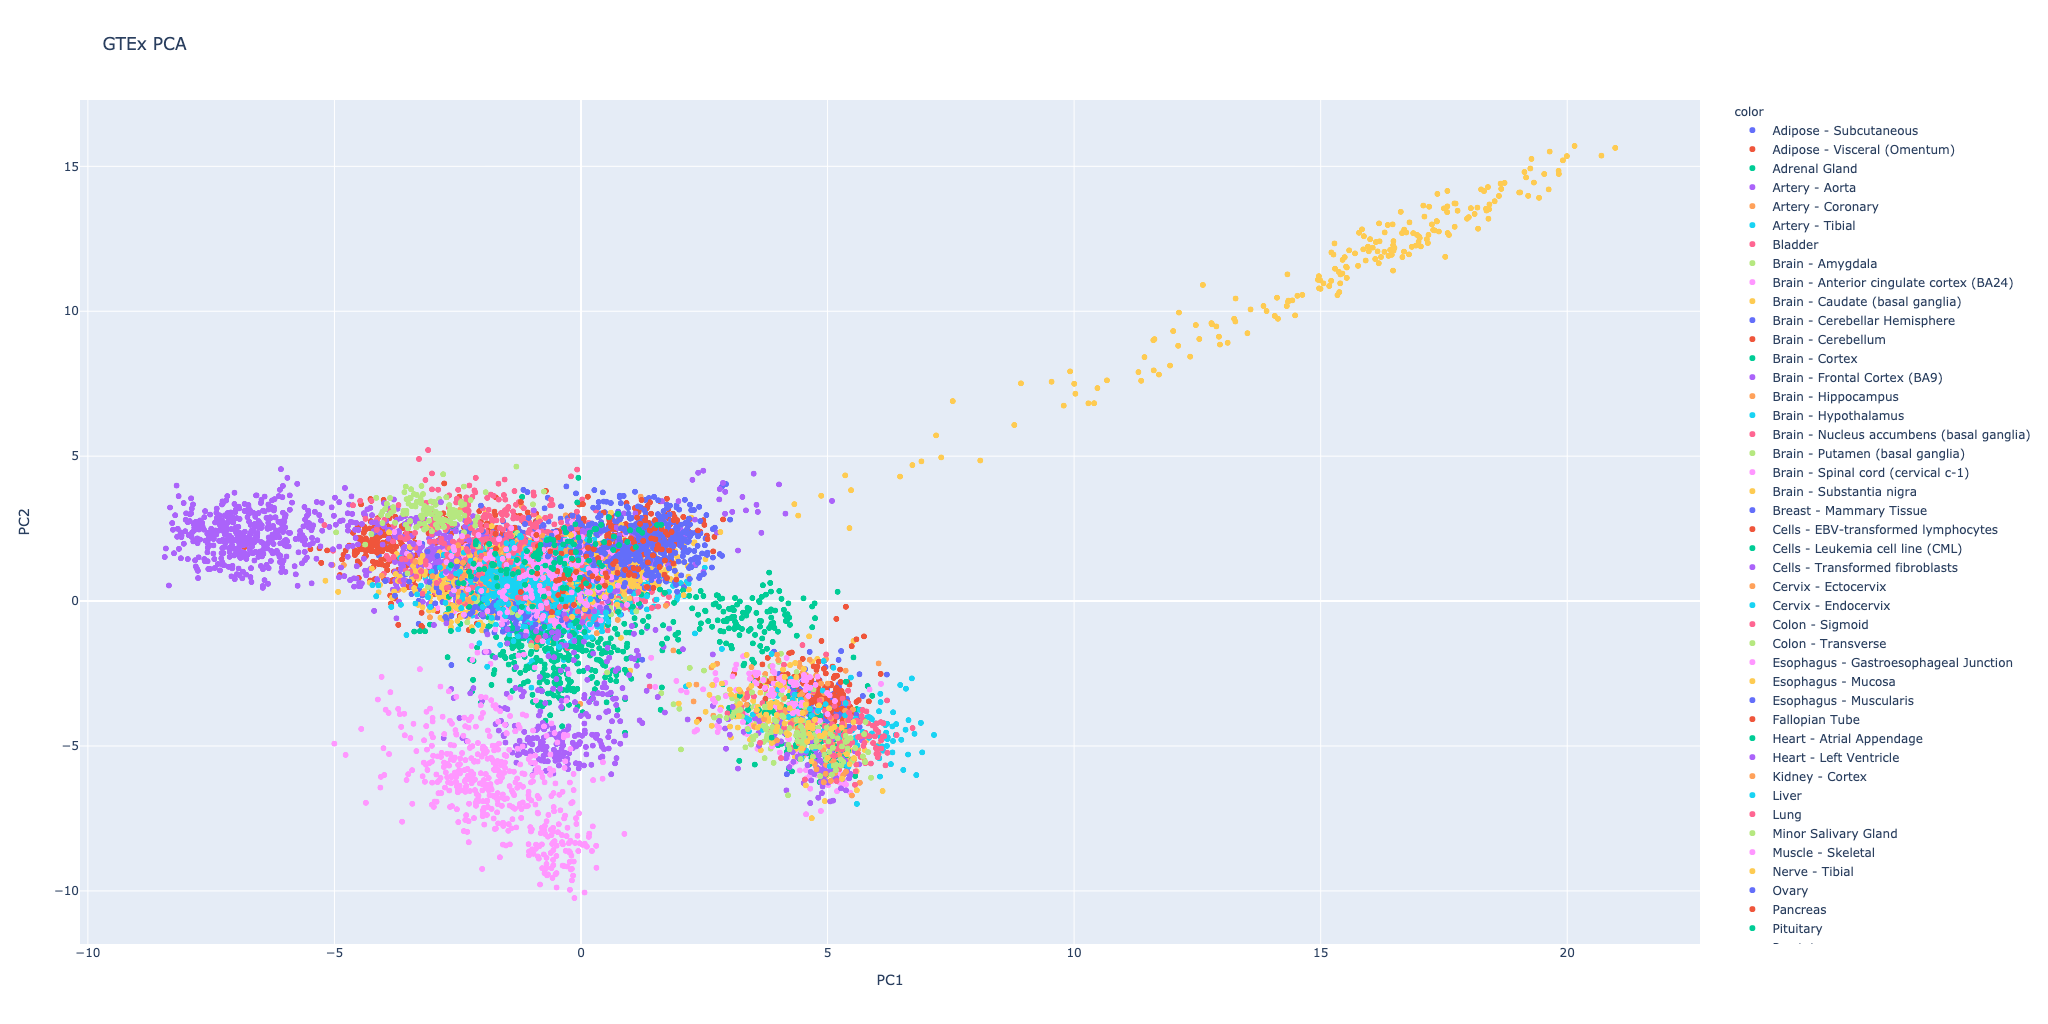 GTEx PCA
15
10
5
0
−5
−10
PC2
−10
−5
0
5
10
15
20
PC1
color
Adipose - Subcutaneous
Adipose - Visceral (Omentum)
Adrenal Gland
Artery - Aorta
Artery - Coronary
Artery - Tibial
Bladder
Brain - Amygdala
Brain - Anterior cingulate cortex (BA24)
Brain - Caudate (basal ganglia)
Brain - Cerebellar Hemisphere
Brain - Cerebellum
Brain - Cortex
Brain - Frontal Cortex (BA9)
Brain - Hippocampus
Brain - Hypothalamus
Brain - Nucleus accumbens (basal ganglia)
Brain - Putamen (basal ganglia)
Brain - Spinal cord (cervical c-1)
Brain - Substantia nigra
Breast - Mammary Tissue
Cells - EBV-transformed lymphocytes
Cells - Leukemia cell line (CML)
Cells - Transformed fibroblasts
Cervix - Ectocervix
Cervix - Endocervix
Colon - Sigmoid
Colon - Transverse
Esophagus - Gastroesophageal Junction
Esophagus - Mucosa
Esophagus - Muscularis
Fallopian Tube
Heart - Atrial Appendage
Heart - Left Ventricle
Kidney - Cortex
Liver
Lung
Minor Salivary Gland
Muscle - Skeletal
Nerve - Tibial
Ovary
Pancreas
Pituitary